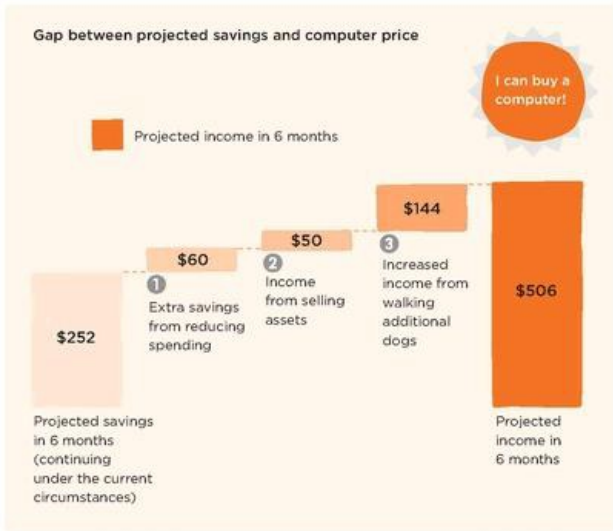 Gap between projected savings and computer price
I can buy a
computer!
Projected income in 6 months
$252
Projected savings
in 6 months
(continuing
under the current
circumstances)
$60
1
Extra savings
from reducing
spending
$50
2
Income
from selling
assets
$144
3
Increased
income from
walking
additional
dogs
$506
Projected
income in
6 months